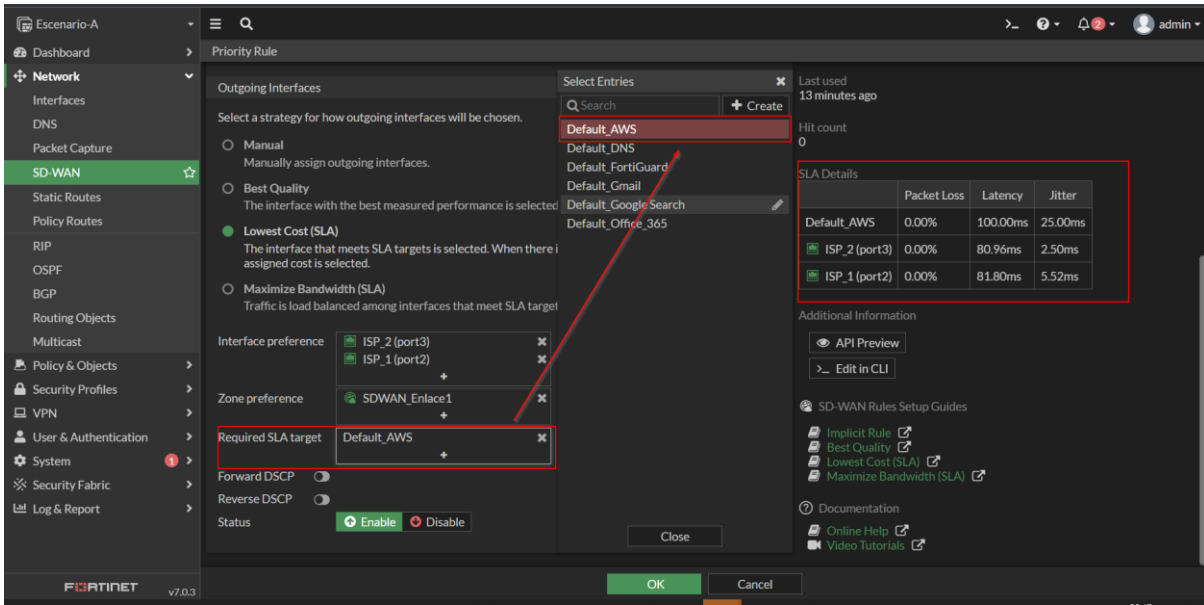 Escenario-A
admin
2
Dashboard
Network
Interfaces
DNS
Packet Capture
SD-WAN
Static Routes
Policy Routes
RIP
OSPF
BGP
Routing Objects
Multicast
Policy & Objects
Security Profiles
VPN
User & Authentication
System
1
Security Fabric
Log & Report
FORTINET
v7.0.3
Priority Rule
Outgoing Interfaces
Select a strategy for how outgoing interfaces will be chosen.
Manual
Manually assign outgoing interfaces.
Best Quality
The interface with the best measured performance is selected
Lowest Cost (SLA)
The interface that meets SLA targets is selected. When there i
assigned cost is selected.
Maximize Bandwidth (SLA)
Traffic is load balanced among interfaces that meet SLA target
Interface preference
ISP_2 (port3)
ISP_1 (port2)
+
Zone preference
SDWAN_Enlace1
+
Required SLA target
Default_AWS
+
Forward DSCP
Reverse DSCP
Status
Enable
Disable
Select Entries
Search
+ Create
Default_AWS
Default_DNS
Default_FortiGuard
Default_Gmail
Default_Google Search
Default_Office_365
Close
Last used
13 minutes ago
Hit count
0
SLA Details
Packet Loss Latency Jitter
Default_AWS 0.00% 100.00ms 25.00ms
ISP_2 (port3) 0.00% 80.96ms 2.50ms
ISP_1 (port2) 0.00% 81.80ms 5.52ms
Additional Information
API Preview
>_ Edit in CLI
SD-WAN Rules Setup Guides
Implicit Rule
Best Quality
Lowest Cost (SLA)
Maximize Bandwidth (SLA)
Documentation
Online Help
Video Tutorials
OK
Cancel